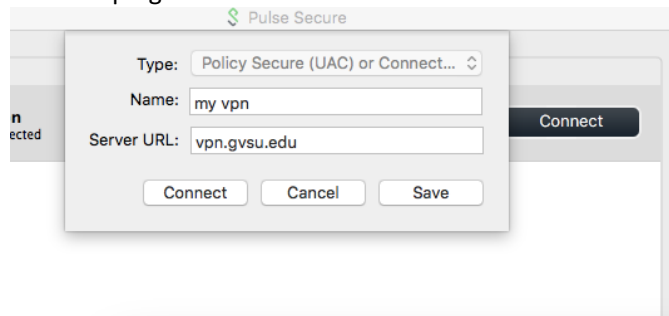 Pulse Secure
Type: Policy Secure (UAC) or Connect...
Name: my vpn
n
ected
Connect
Server URL: vpn.gvsu.edu
Connect Cancel Save